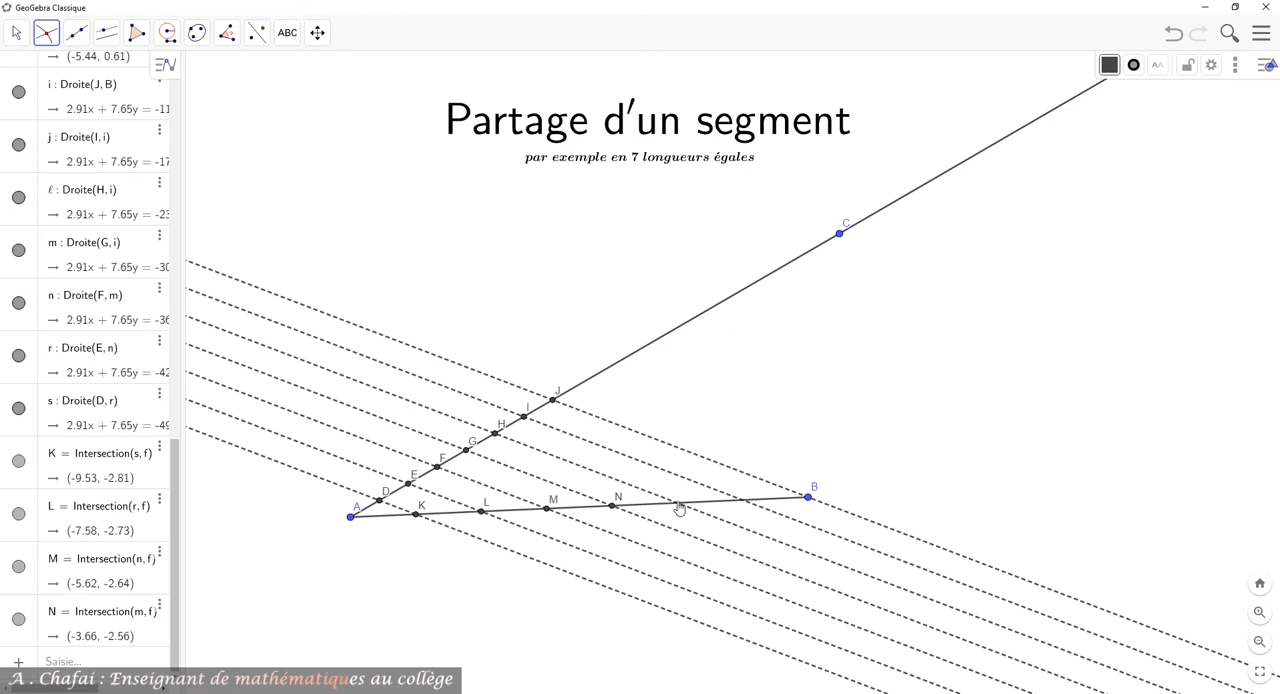 GeoGebra Classique
ABC
AA
→ (-5.44, 0.61)
i : Droite(J, B)
→ 2.91x + 7.65y = -11
j : Droite(I, i)
→ 2.91x + 7.65y = -17
ℓ : Droite(H, i)
→ 2.91x + 7.65y = -23
m : Droite(G, i)
→ 2.91x + 7.65y = -30
n : Droite(F, m)
→ 2.91x + 7.65y = -36
r : Droite(E, n)
→ 2.91x + 7.65y = -42
s : Droite(D, r)
→ 2.91x + 7.65y = -49
K = Intersection(s, f)
→ (-9.53, -2.81)
L = Intersection(r, f)
→ (-7.58, -2.73)
M = Intersection(n, f)
→ (-5.62, -2.64)
N = Intersection(m, f)
→ (-3.66, -2.56)
Saisie...
Partage d'un segment
par exemple en 7 longueurs égales
C
J
I
H
G
F
E
D
A
K
L
M
N
B
A . Chafai : Enseignant de mathématiques au collège